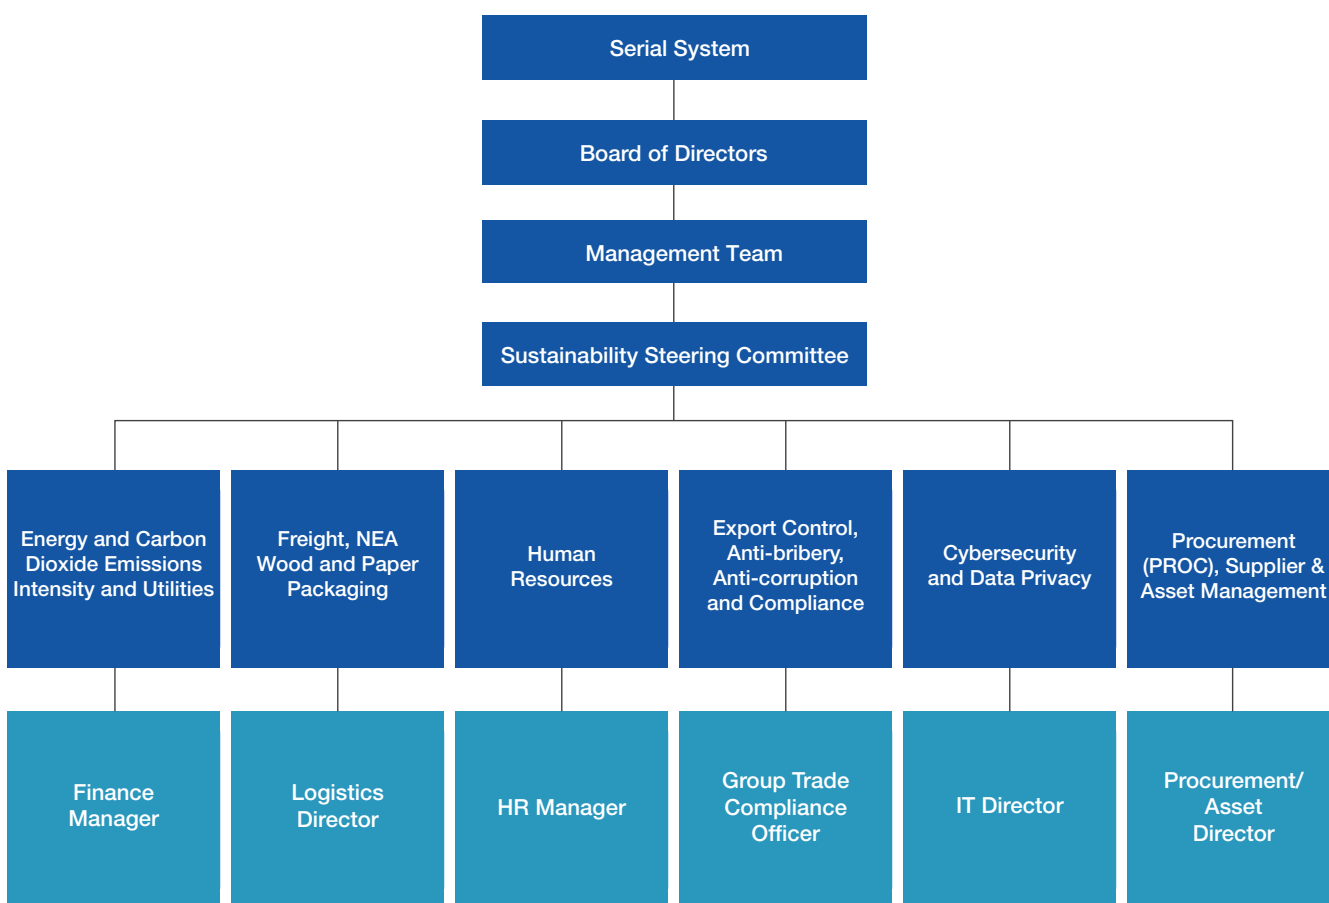 Serial System
Board of Directors
Management Team
Sustainability Steering Committee
Energy and Carbon
Dioxide Emissions
Intensity and Utilities
Freight, NEA
Wood and Paper
Packaging
Human
Resources
Export Control,
Anti-bribery,
Anti-corruption
and Compliance
Cybersecurity
and Data Privacy
Procurement
(PROC), Supplier &
Asset Management
Finance
Manager
Logistics
Director
HR Manager
Group Trade
Compliance
Officer
IT Director
Procurement/
Asset
Director